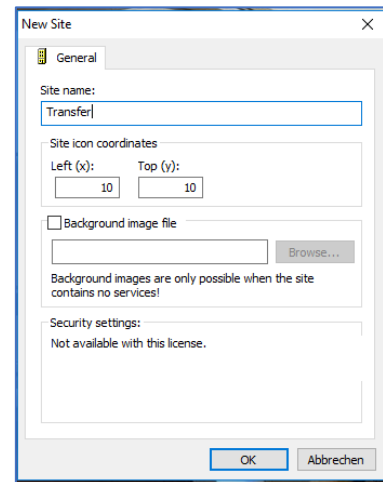 New Site
General
Site name:
Transfer
Site icon coordinates
Left (x): Top (y):
10 10
Background image file
Browse...
Background images are only possible when the site
contains no services!
Security settings:
Not available with this license.
OK Abbrechen